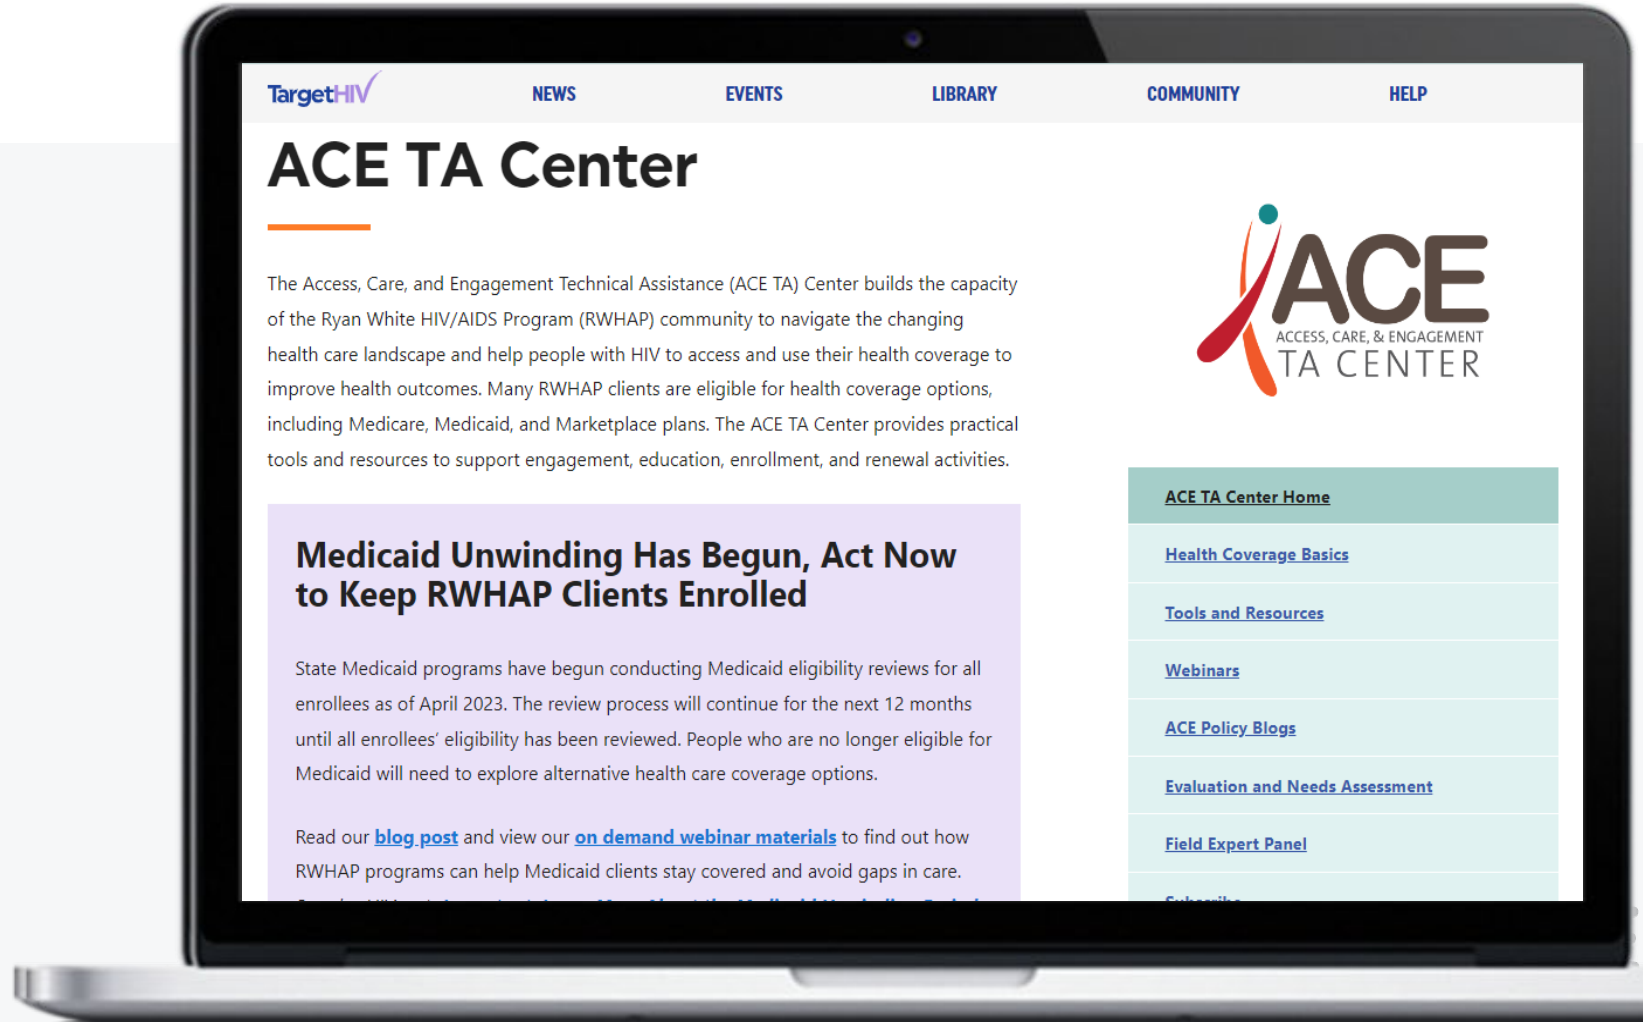 TargetHIV
NEWS
EVENTS
LIBRARY
COMMUNITY
HELP
ACE TA Center
The Access, Care, and Engagement Technical Assistance (ACE TA) Center builds the capacity
of the Ryan White HIV/AIDS Program (RWHAP) community to navigate the changing
health care landscape and help people with HIV to access and use their health coverage to
improve health outcomes. Many RWHAP clients are eligible for health coverage options,
including Medicare, Medicaid, and Marketplace plans. The ACE TA Center provides practical
tools and resources to support engagement, education, enrollment, and renewal activities.
Medicaid Unwinding Has Begun, Act Now
to Keep RWHAP Clients Enrolled
State Medicaid programs have begun conducting Medicaid eligibility reviews for all
enrollees as of April 2023. The review process will continue for the next 12 months
until all enrollees' eligibility has been reviewed. People who are no longer eligible for
Medicaid will need to explore alternative health care coverage options.
Read our blog post and view our on demand webinar materials to find out how
RWHAP programs can help Medicaid clients stay covered and avoid gaps in care.
ACE
ACCESS, CARE, & ENGAGEMENT
TA CENTER
ACE TA Center Home
Health Coverage Basics
Tools and Resources
Webinars
ACE Policy Blogs
Evaluation and Needs Assessment
Field Expert Panel
Subscribe